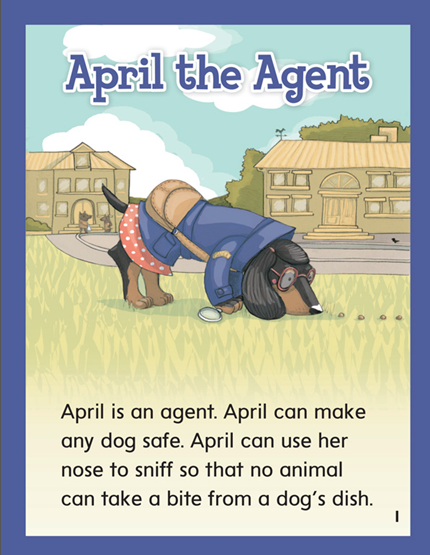 April the Agent
April is an agent. April can make
any dog safe. April can use her
nose to sniff so that no animal
can take a bite from a dog's dish.
1